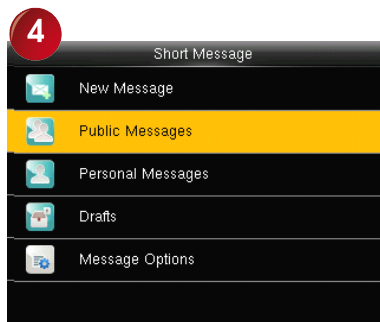 4
Short Message
New Message
Public Messages
Personal Messages
Drafts
Message Options